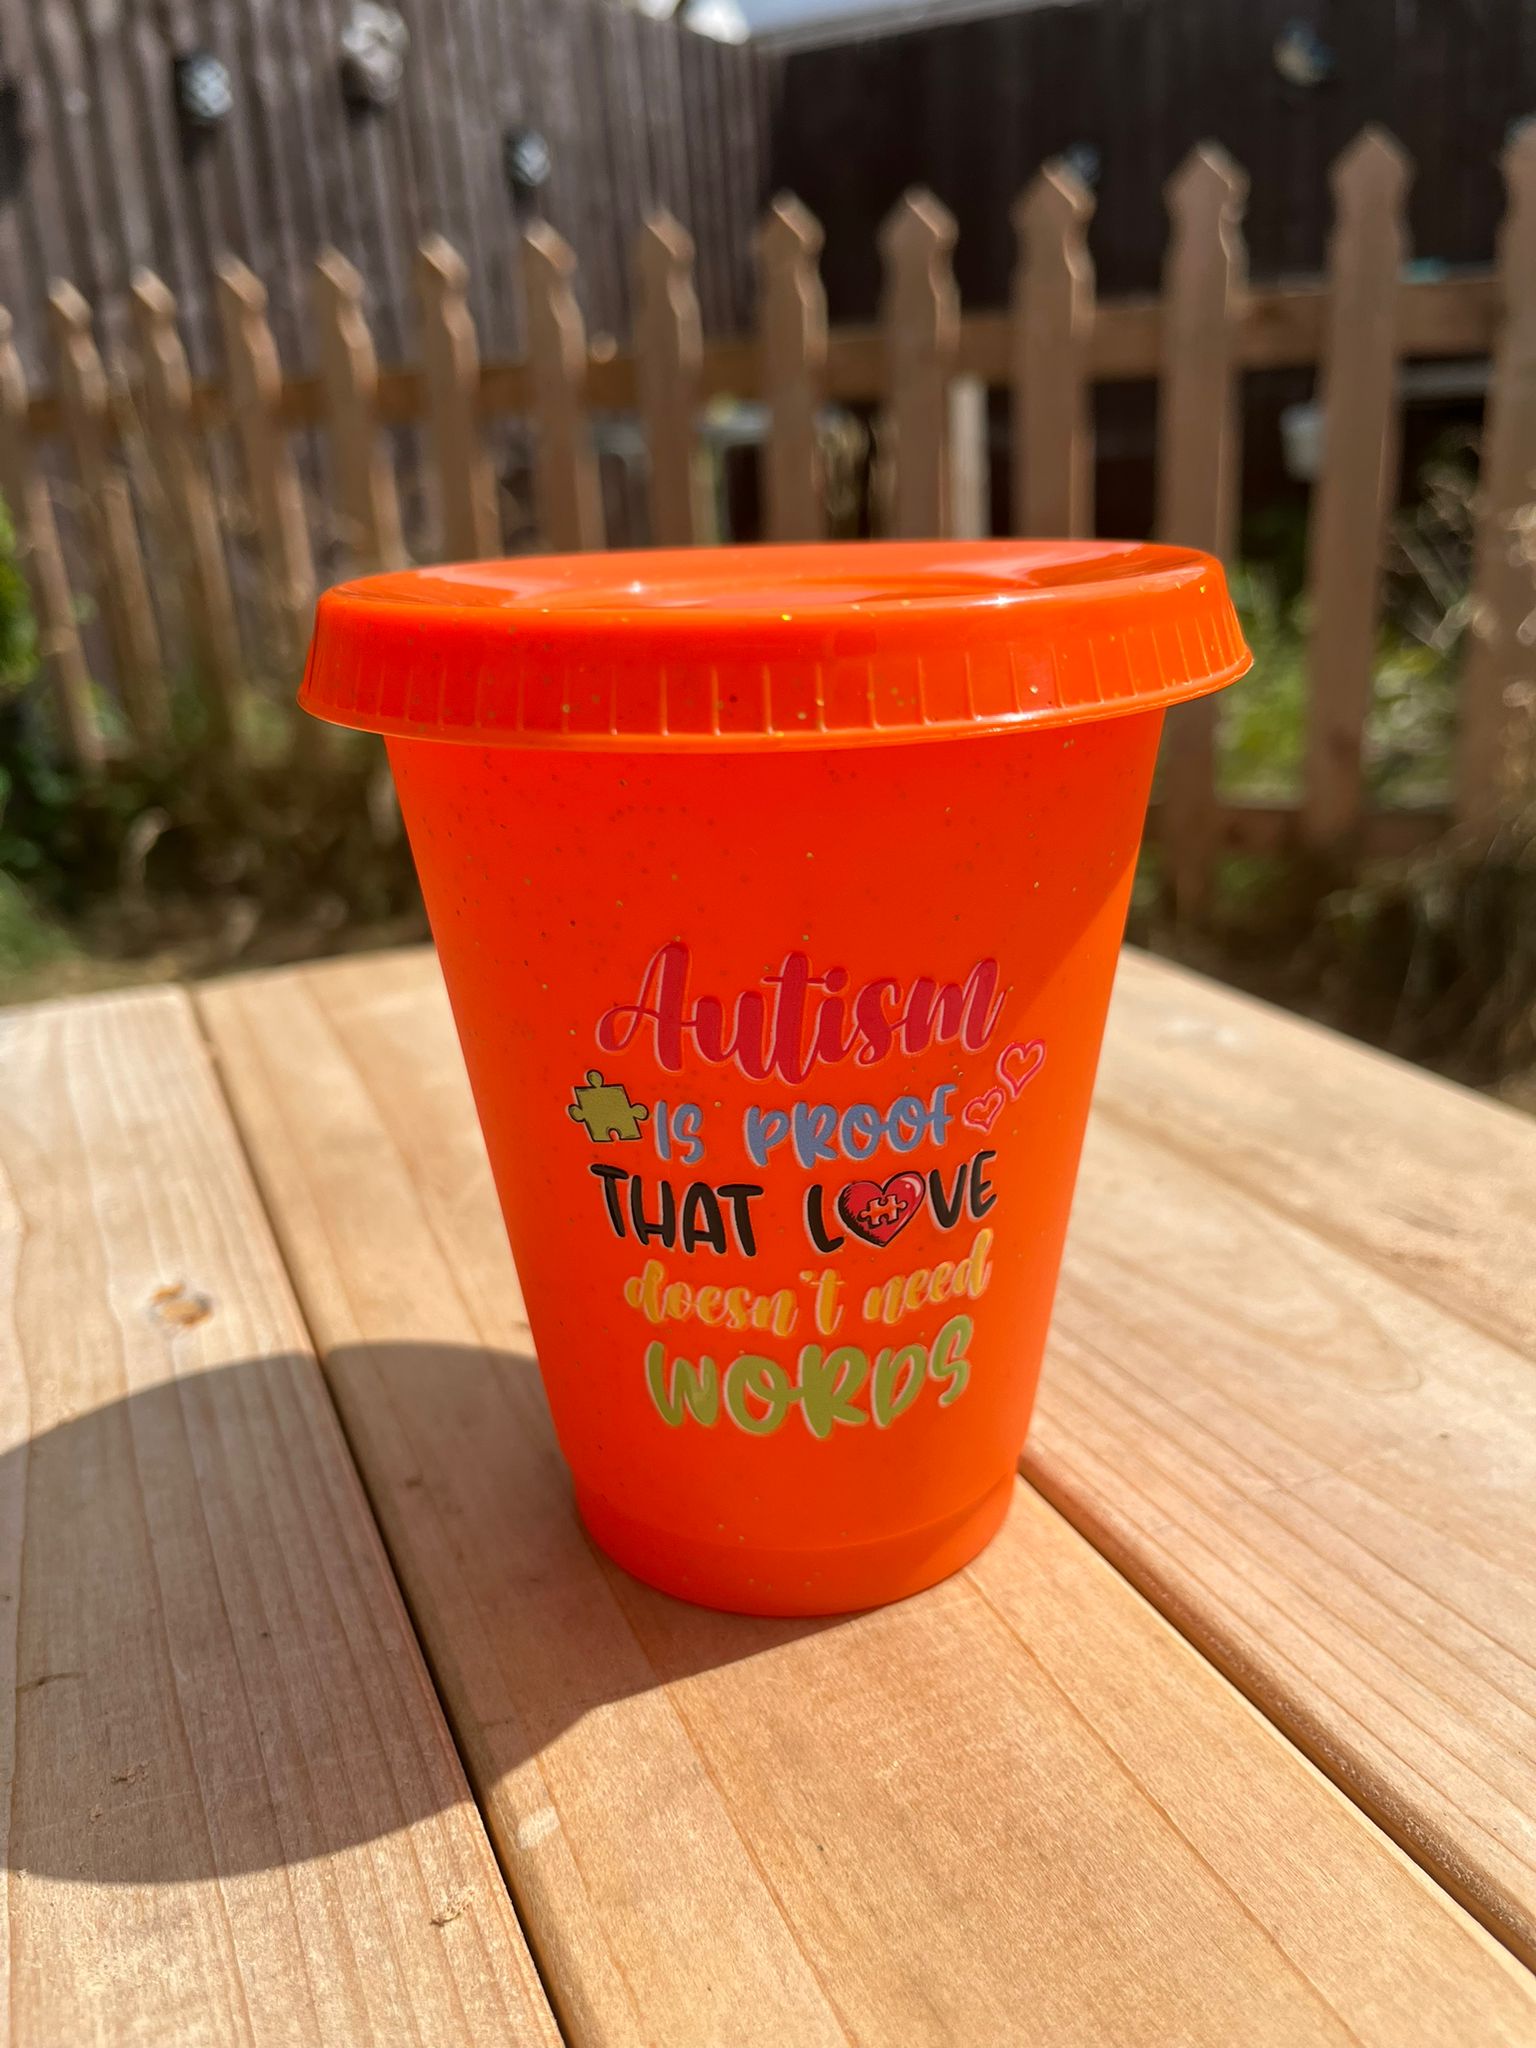 Autism
IS PROOF
THAT LOVE
doesn't need
WORDS